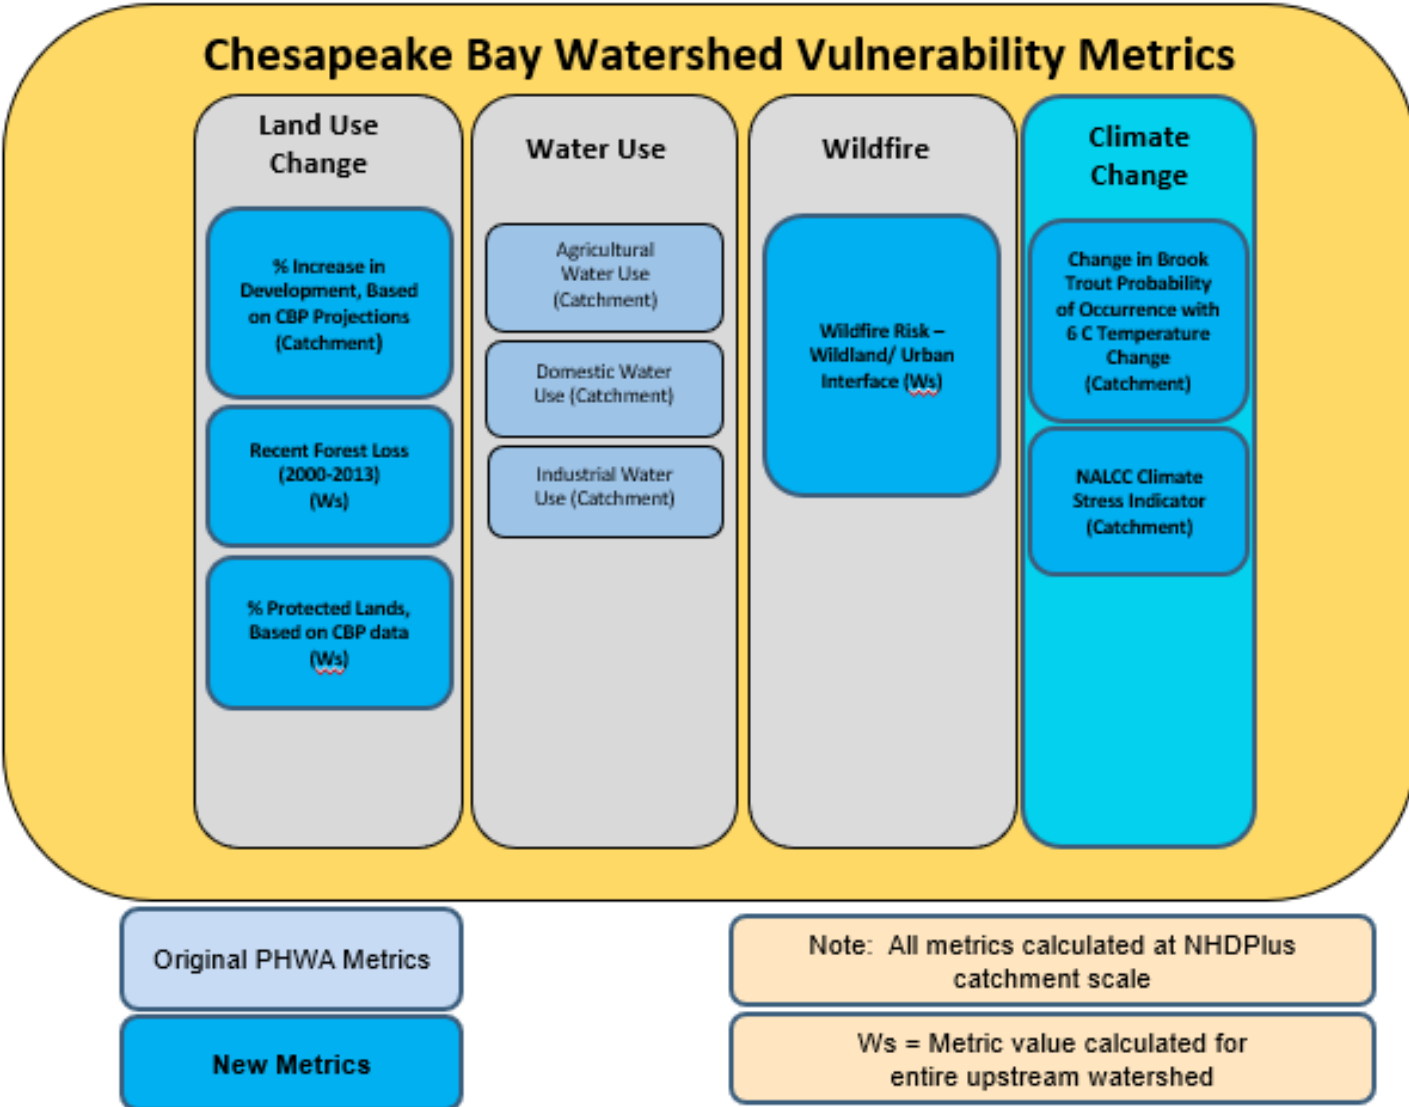 Chesapeake Bay Watershed Vulnerability Metrics
Land Use
Change
% Increase in
Development, Based
on CBP Projections
(Catchment)
Recent Forest Loss
(2000-2013)
(Ws)
% Protected Lands,
Based on CBP data
(Ws)
Water Use
Agricultural
Water Use
(Catchment)
Domestic Water
Use (Catchment)
Industrial Water
Use (Catchment)
Wildfire
Wildfire Risk –
Wildland/ Urban
Interface (Ws)
Climate
Change
Change in Brook
Trout Probability
of Occurrence with
6 C Temperature
Change
(Catchment)
NALCC Climate
Stress Indicator
(Catchment)
Original PHWA Metrics
New Metrics
Note:  All metrics calculated at NHDPlus
catchment scale
Ws = Metric value calculated for
entire upstream watershed